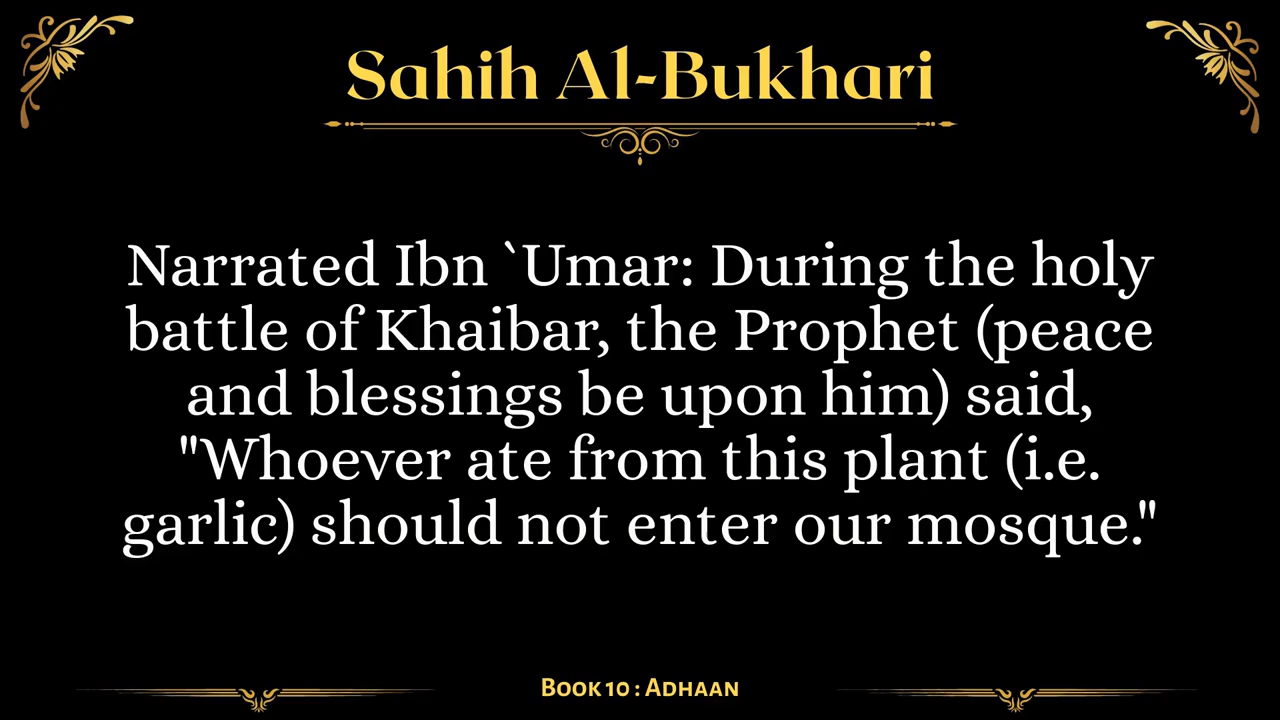 Sahih Al-Bukhari
Narrated Ibn `Umar: During the holy
battle of Khaibar, the Prophet (peace
and blessings be upon him) said,
"Whoever ate from this plant (i.e.
garlic) should not enter our mosque."
Book 10 : Adhaan